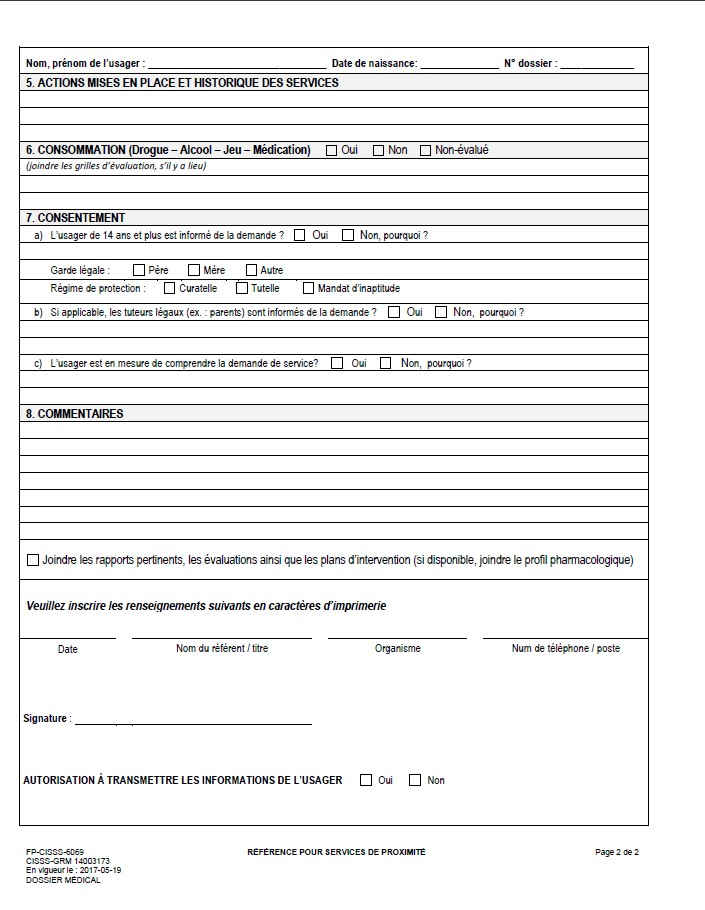 Nom, prénom de l'usager : ____________________ Date de naissance: ____________ N° dossier : ____________
5. ACTIONS MISES EN PLACE ET HISTORIQUE DES SERVICES
6. CONSOMMATION (Drogue – Alcool – Jeu – Médication) ☐ Oui ☐ Non ☐ Non-évalué
(joindre les grilles d'évaluation, s'il y a lieu)
7. CONSENTEMENT
a) L'usager de 14 ans et plus est informé de la demande ? ☐ Oui ☐ Non, pourquoi ?
Garde légale : ☐ Père ☐ Mère ☐ Autre
Régime de protection : ☐ Curatelle ☐ Tutelle ☐ Mandat d'inaptitude
b) Si applicable, les tuteurs légaux (ex. : parents) sont informés de la demande ? ☐ Oui ☐ Non, pourquoi ?
c) L'usager est en mesure de comprendre la demande de service? ☐ Oui ☐ Non, pourquoi ?
8. COMMENTAIRES
☐ Joindre les rapports pertinents, les évaluations ainsi que les plans d'intervention (si disponible, joindre le profil pharmacologique)
Veuillez inscrire les renseignements suivants en caractères d'imprimerie
Date Nom du référent / titre Organisme Num de téléphone / poste
Signature : ____________________
AUTORISATION À TRANSMETTRE LES INFORMATIONS DE L'USAGER ☐ Oui ☐ Non
FP-CISSS-6069 RÉFÉRENCE POUR SERVICES DE PROXIMITÉ Page 2 de 2
CISSS-GRM 14003173
En vigueur le : 2017-05-19
DOSSIER MÉDICAL